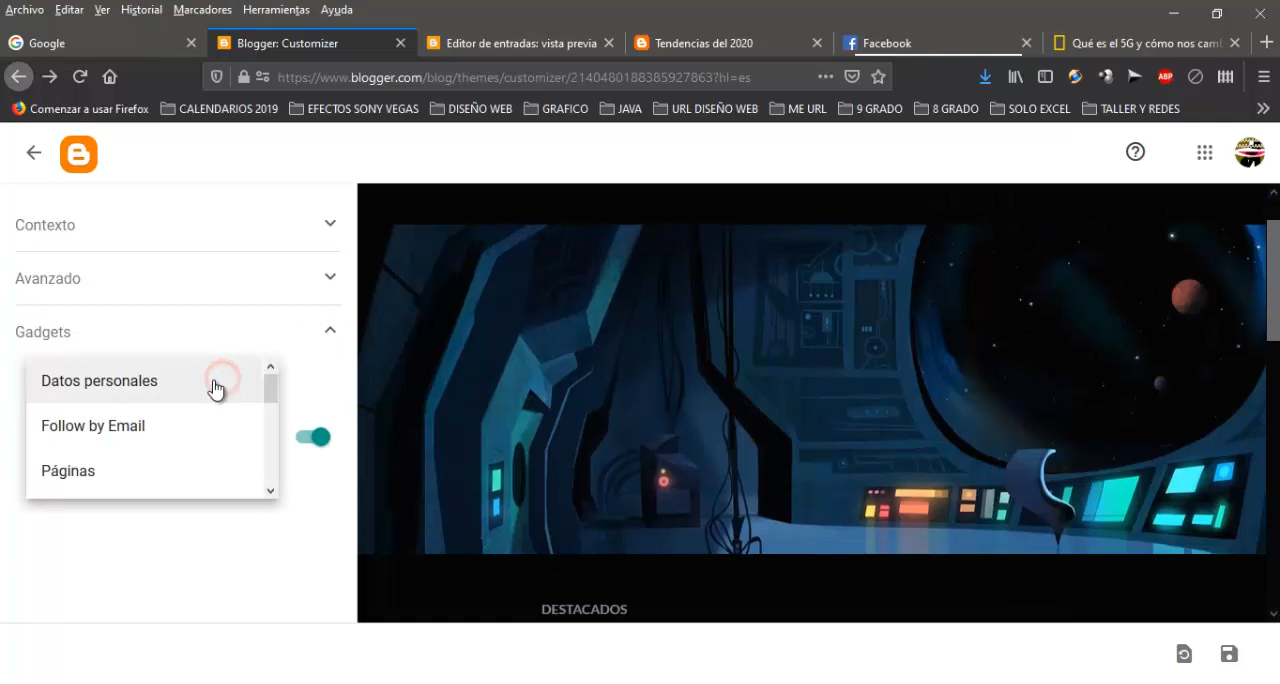 Archivo Editar Ver Historial Marcadores Herramientas Ayuda
Google Blogger: Customizer Editor de entradas: vista previa Tendencias del 2020 Facebook Qué es el 5G y cómo nos camb
https://www.blogger.com/blog/themes/customizer/2140480188385927863?hl=es ABP
Comenzar a usar Firefox CALENDARIOS 2019 EFECTOS SONY VEGAS DISEÑO WEB GRAFICO JAVA URL DISEÑO WEB ME URL 9 GRADO 8 GRADO SOLO EXCEL TALLER Y REDES
Contexto
Avanzado
Gadgets
Datos personales
Follow by Email
Páginas
DESTACADOS